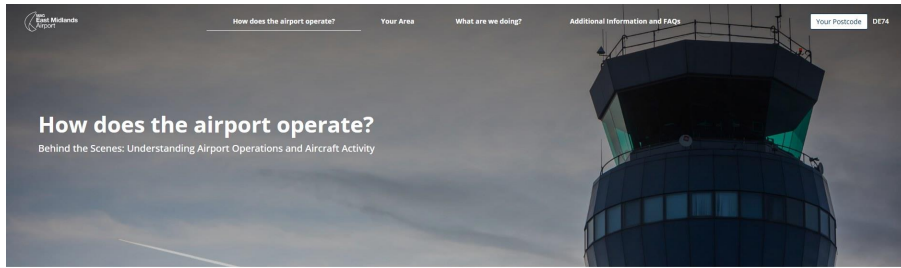 MAG
East Midlands
Airport
How does the airport operate?
Your Area
What are we doing?
Additional Information and FAQs
Your Postcode
DE74
How does the airport operate?
Behind the Scenes: Understanding Airport Operations and Aircraft Activity